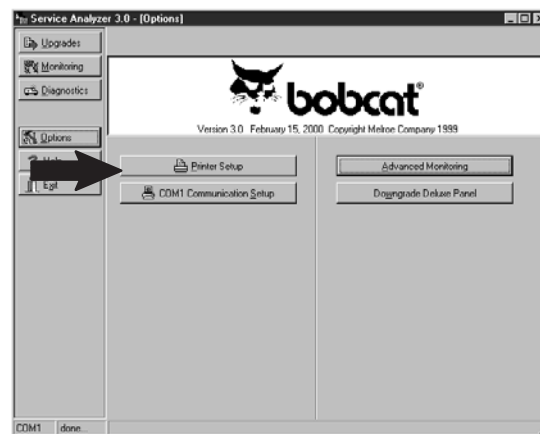 Service Analyzer 3.0 - [Options]
Upgrades
Monitoring
Diagnostics
Options
Exit
bobcat®
Version 3.0 February 15, 2000 Copyright Melroe Company 1999
Printer Setup
COM1 Communication Setup
Advanced Monitoring
Downgrade Deluxe Panel
COM1 done...